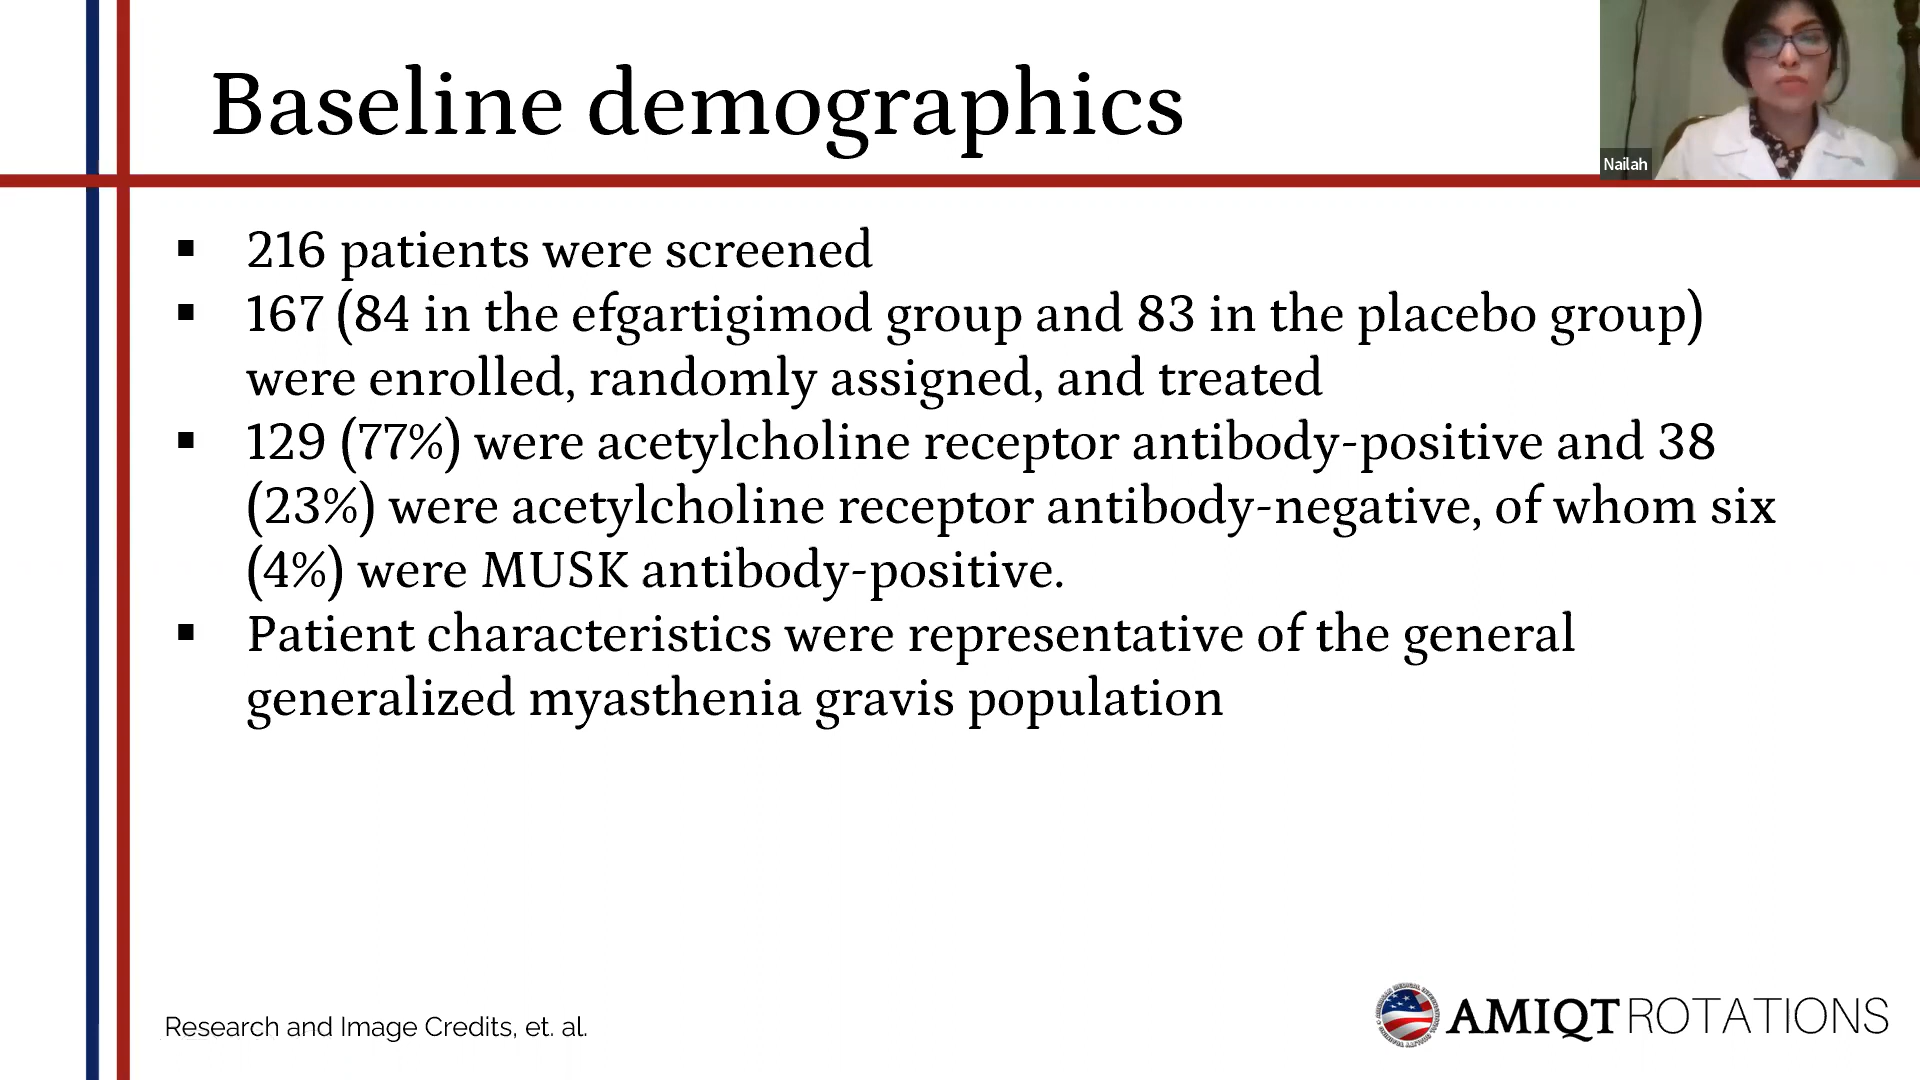 Baseline demographics
Nailah
▪ 216 patients were screened
▪ 167 (84 in the efgartigimod group and 83 in the placebo group)
were enrolled, randomly assigned, and treated
▪ 129 (77%) were acetylcholine receptor antibody-positive and 38
(23%) were acetylcholine receptor antibody-negative, of whom six
(4%) were MUSK antibody-positive.
▪ Patient characteristics were representative of the general
generalized myasthenia gravis population
Research and Image Credits, et. al.
AMIQT ROTATIONS